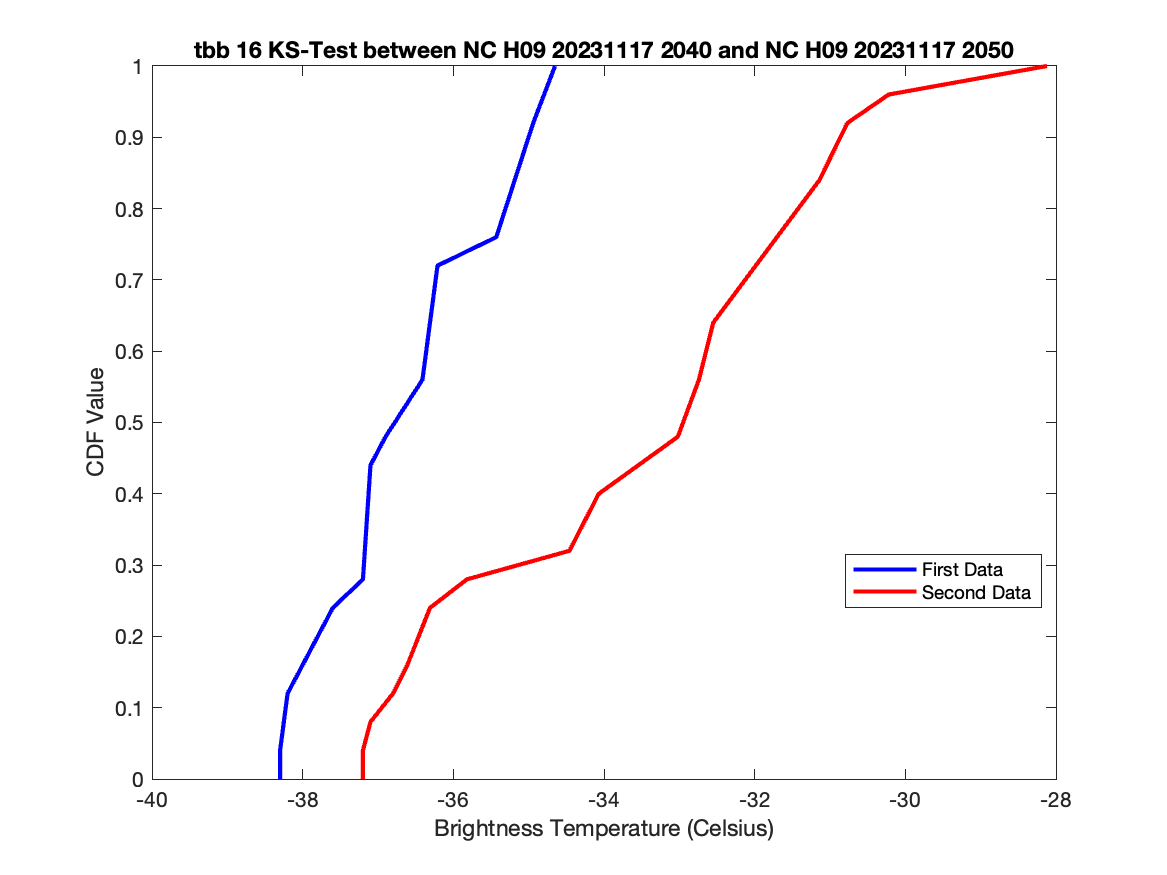 tbb 16 KS-Test between NC H09 20231117 2040 and NC H09 20231117 2050
1
0.9
0.8
0.7
0.6
0.5
0.4
0.3
0.2
0.1
0
CDF Value
First Data
Second Data
-40 -38 -36 -34 -32 -30 -28
Brightness Temperature (Celsius)